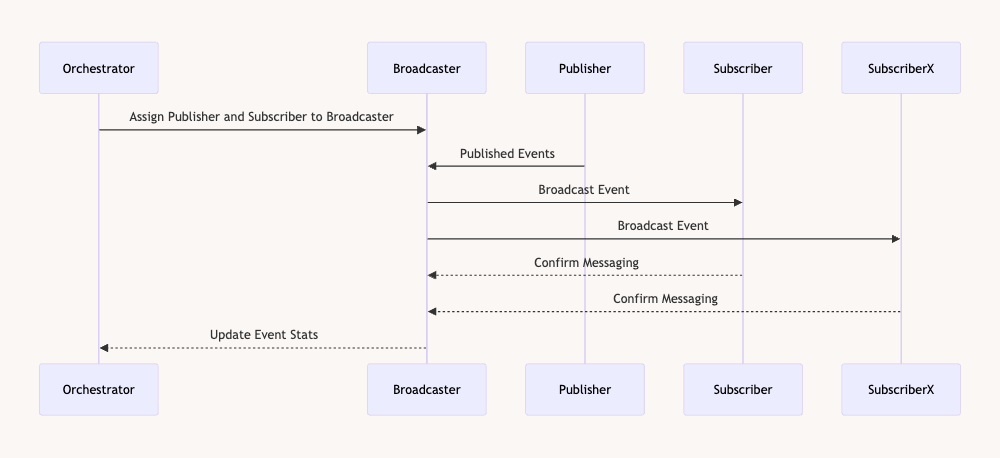 Orchestrator
Broadcaster
Publisher
Subscriber
SubscriberX
Assign Publisher and Subscriber to Broadcaster
Published Events
Broadcast Event
Broadcast Event
Confirm Messaging
Confirm Messaging
Update Event Stats
Orchestrator
Broadcaster
Publisher
Subscriber
SubscriberX